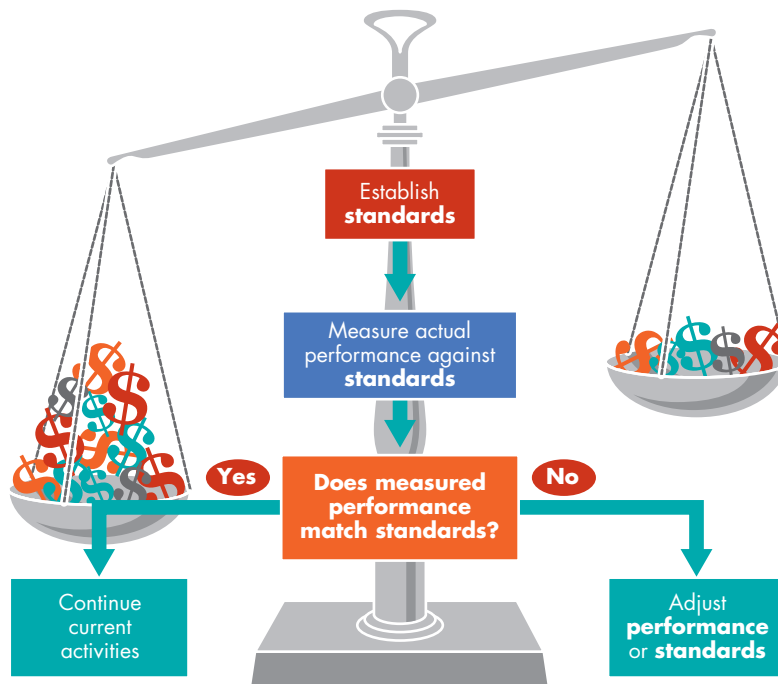 Establish
standards
Measure actual
performance against
standards
Yes
Does measured
performance
match standards?
No
Continue
current
activities
Adjust
performance
or standards